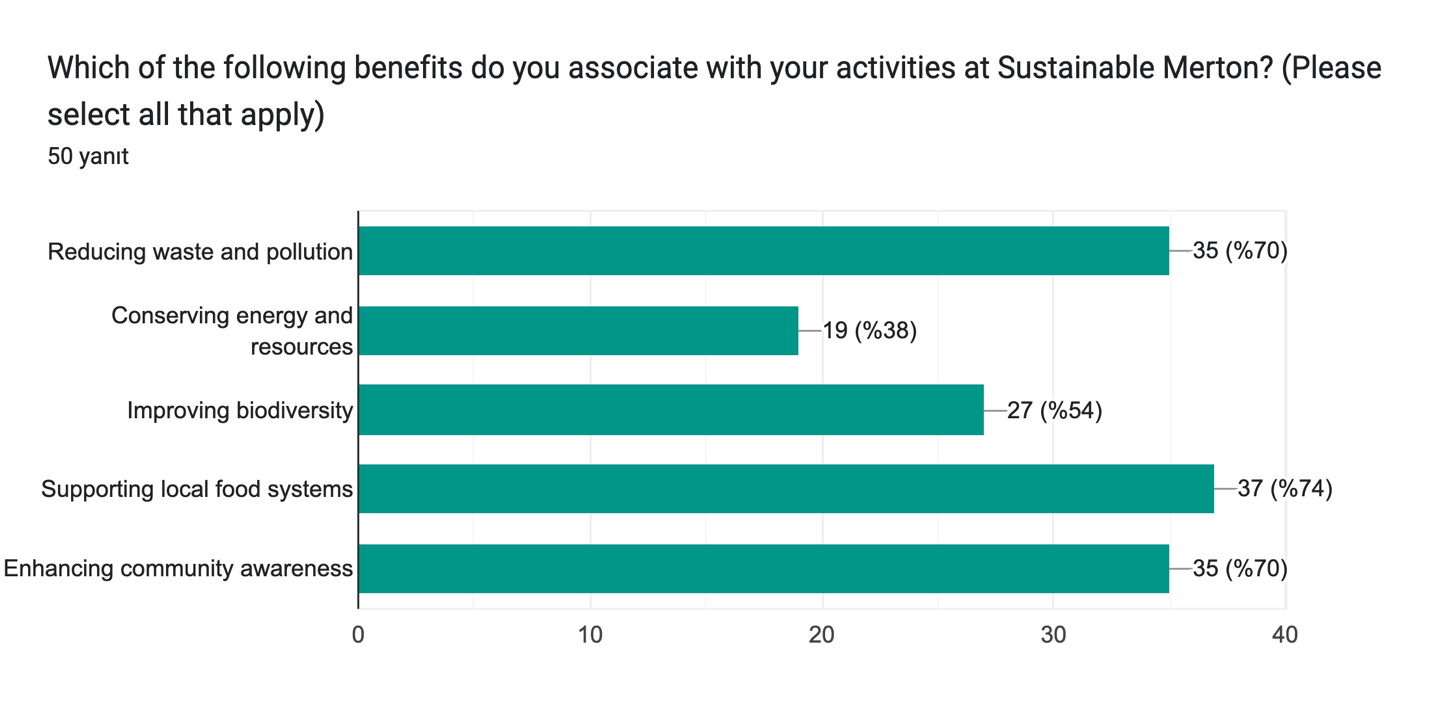 Which of the following benefits do you associate with your activities at Sustainable Merton? (Please
select all that apply)
50 yanıt
Reducing waste and pollution
35 (%70)
Conserving energy and
resources
19 (%38)
Improving biodiversity
27 (%54)
Supporting local food systems
37 (%74)
Enhancing community awareness
35 (%70)
0 10 20 30 40